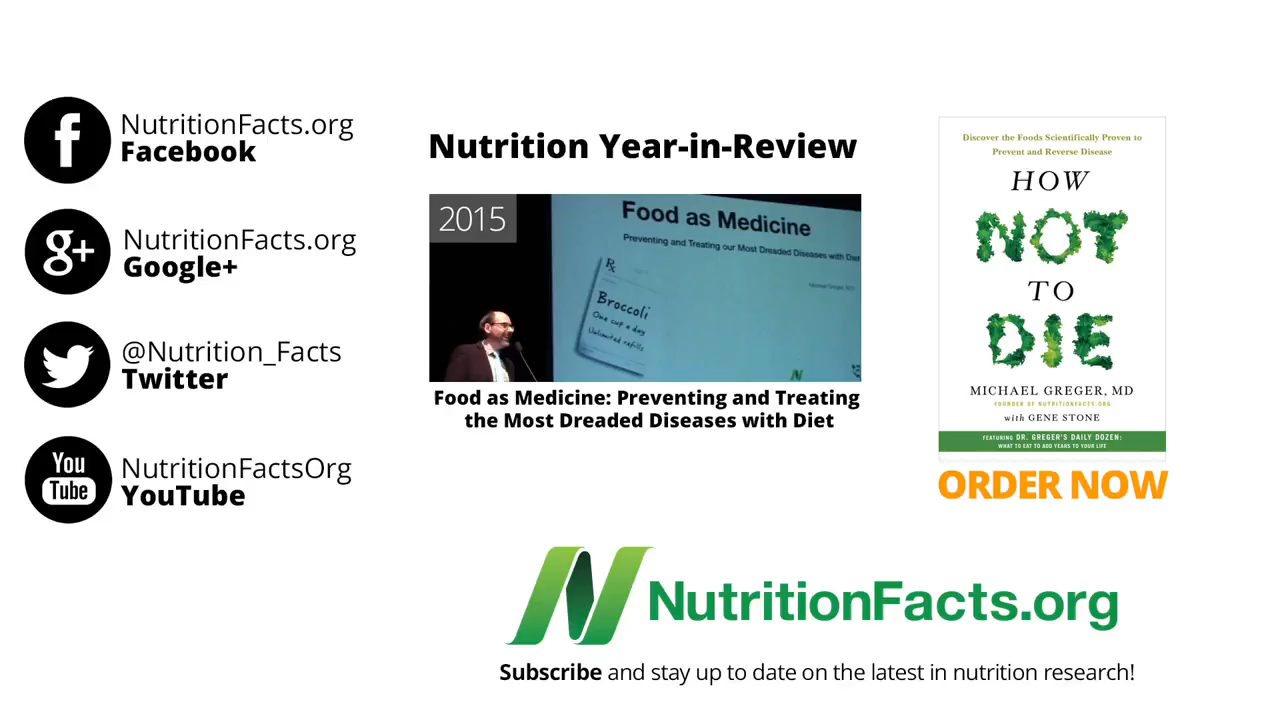 NutritionFacts.org
Facebook
g+
NutritionFacts.org
Google+
@Nutrition_Facts
Twitter
You
Tube
NutritionFactsOrg
YouTube
Nutrition Year-in-Review
2015
Food as Medicine
Preventing and Treating our Most Dreaded Diseases with Diet
Rx
Broccoli
One cup a day
Unlimited refills
Food as Medicine: Preventing and Treating
the Most Dreaded Diseases with Diet
Discover the Foods Scientifically Proven to
Prevent and Reverse Disease
HOW
NOT
TO
DIE
MICHAEL GREGER, MD
FOUNDER OF NUTRITIONFACTS.ORG
with GENE STONE
FEATURING DR. GREGER'S DAILY DOZEN:
WHAT TO EAT TO ADD YEARS TO YOUR LIFE
ORDER NOW
NutritionFacts.org
Subscribe and stay up to date on the latest in nutrition research!